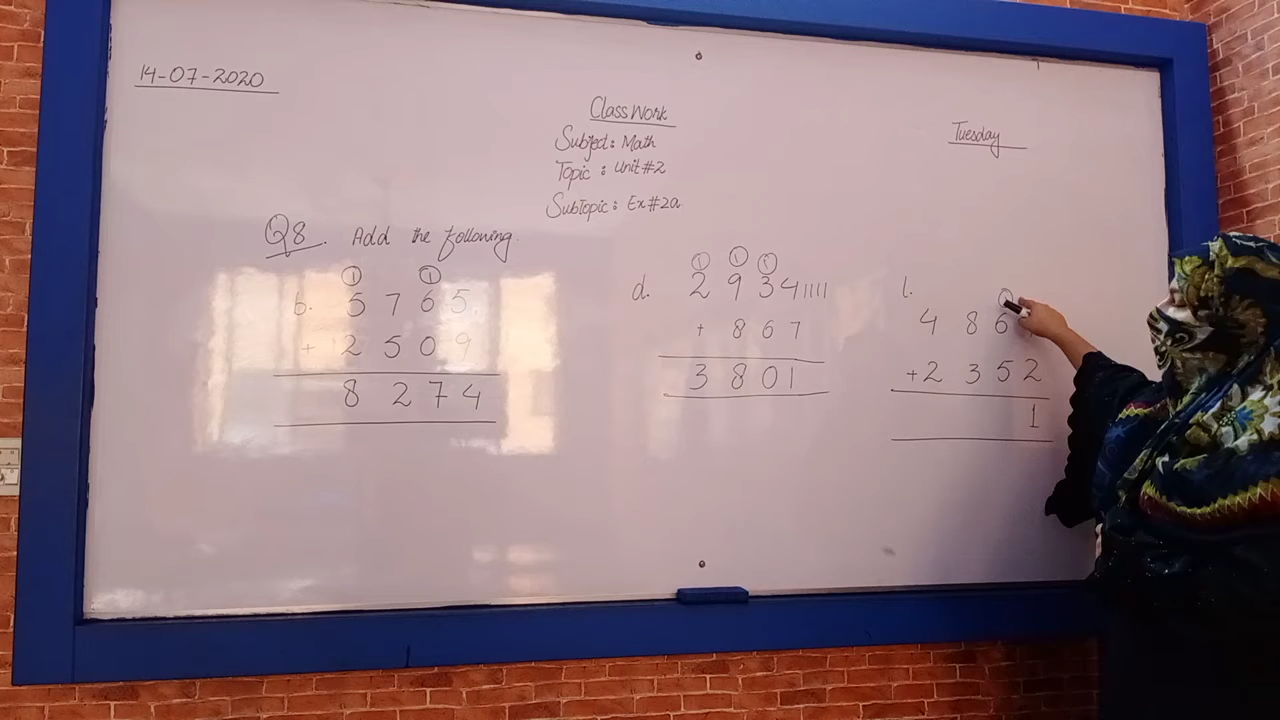 14-07-2020
Class Work
Tuesday
Subject: Math
Topic: Unit #2
SubTopic: Ex #2a
Q8. Add the following.
1 1
b. 5 7 6 5
+ 2 5 0 9
8 2 7 4
1 1 1
d. 2 9 3 4 IIII
+ 8 6 7
3 8 0 1
l.
4 8 6
+2 3 5 2
1